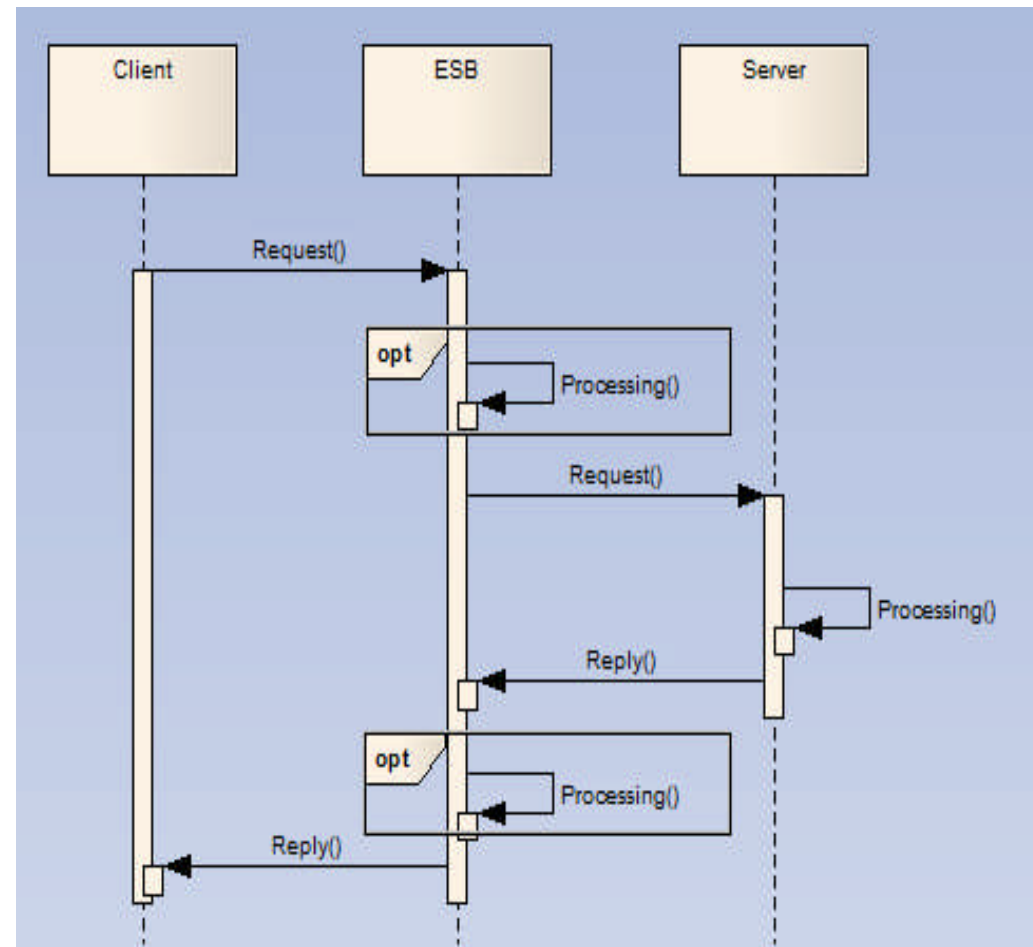 Client
ESB
Server
Request()
opt
Processing()
Request()
Processing()
Reply()
opt
Processing()
Reply()